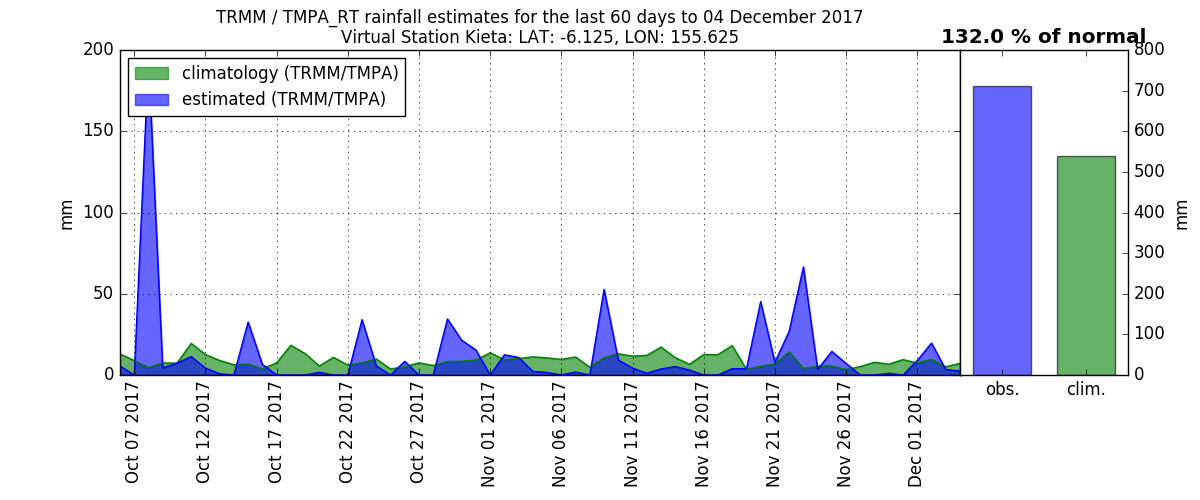 TRMM / TMPA_RT rainfall estimates for the last 60 days to 04 December 2017
Virtual Station Kieta: LAT: -6.125, LON: 155.625
132.0 % of normal
climatology (TRMM/TMPA)
estimated (TRMM/TMPA)
mm
200
150
100
50
0
Oct 07 2017
Oct 12 2017
Oct 17 2017
Oct 22 2017
Oct 27 2017
Nov 01 2017
Nov 06 2017
Nov 11 2017
Nov 16 2017
Nov 21 2017
Nov 26 2017
Dec 01 2017
800
700
600
500
400
300
200
100
0
mm
obs.
clim.